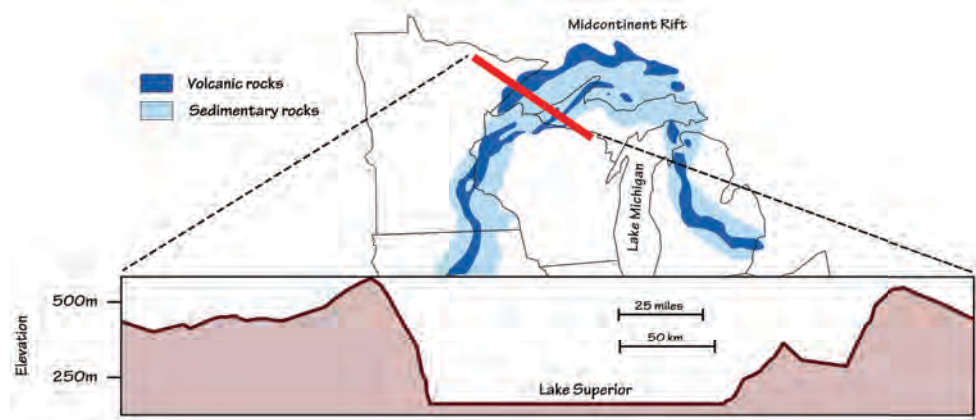 Midcontinent Rift
Volcanic rocks
Sedimentary rocks
Lake Michigan
500m
250m
Elevation
25 miles
50 km
Lake Superior